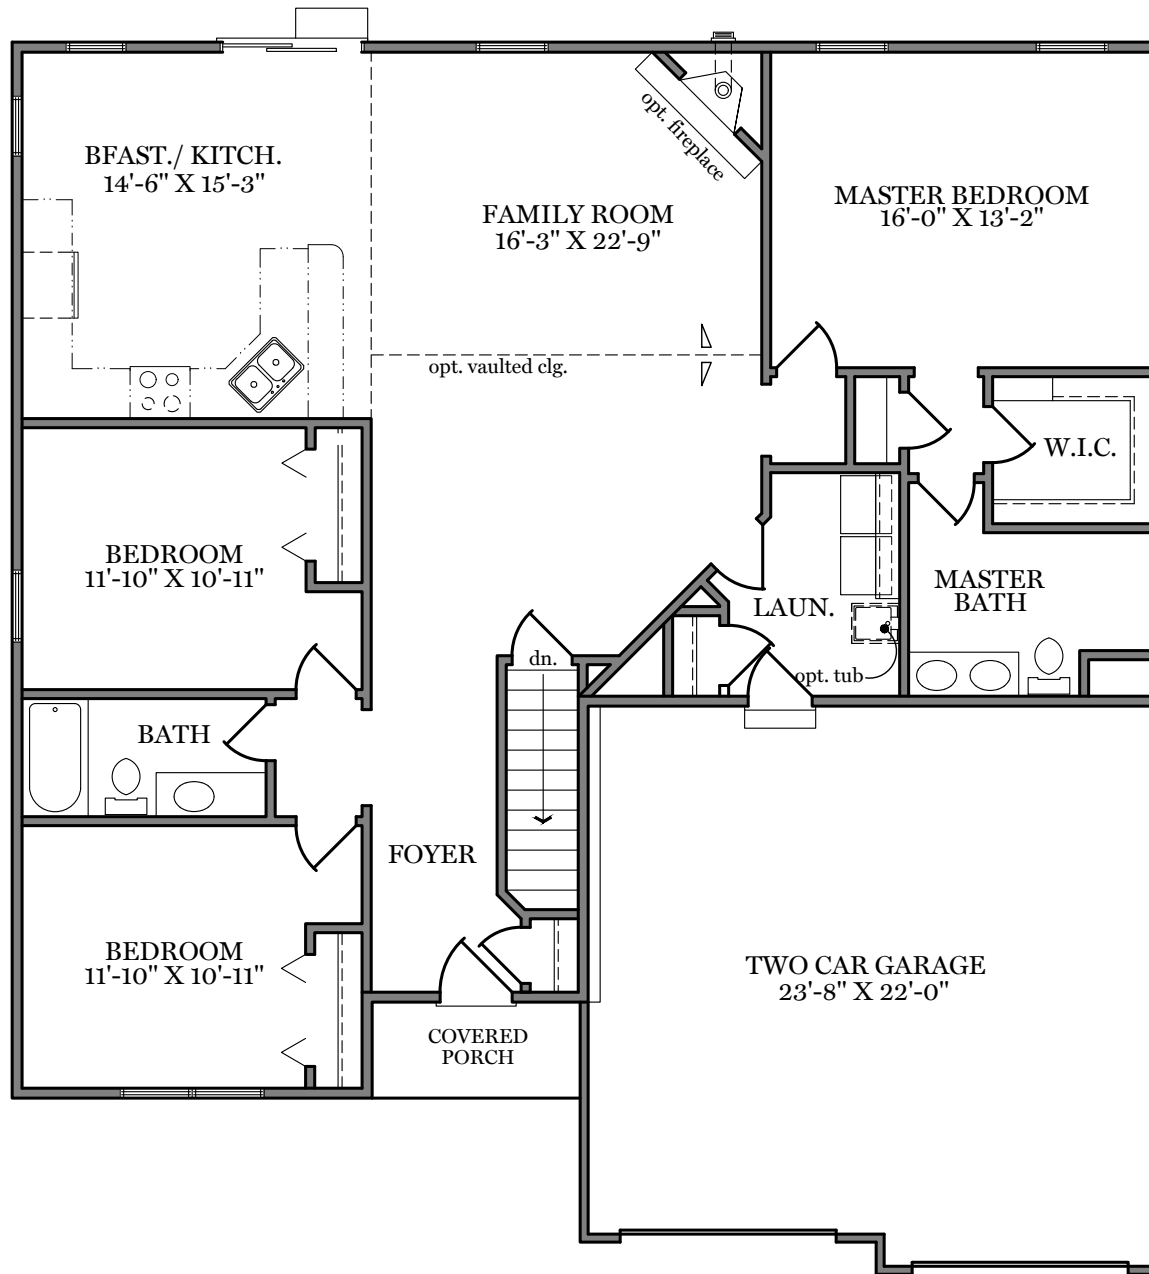 BFAST./ KITCH.
14'-6" X 15'-3"
opt. fireplace
FAMILY ROOM
16'-3" X 22'-9"
MASTER BEDROOM
16'-0" X 13'-2"
opt. vaulted clg.
W.I.C.
BEDROOM
11'-10" X 10'-11"
LAUN.
MASTER
BATH
dn.
opt. tub
BATH
FOYER
BEDROOM
11'-10" X 10'-11"
TWO CAR GARAGE
23'-8" X 22'-0"
COVERED
PORCH